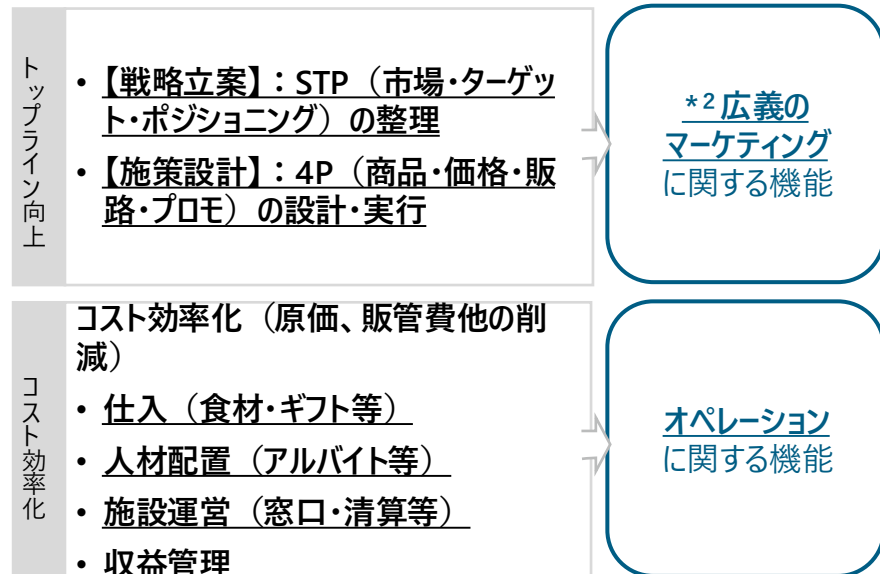 トップライン向上
• 【戦略立案】：STP（市場・ターゲッ
ト・ポジショニング）の整理
• 【施策設計】：4P（商品・価格・販
路・プロモ）の設計・実行
*2広義の
マーケティング
に関する機能
コスト効率化
コスト効率化（原価、販管費他の削
減）
• 仕入（食材・ギフト等）
• 人材配置（アルバイト等）
• 施設運営（窓口・清算等）
• 収益管理
オペレーション
に関する機能